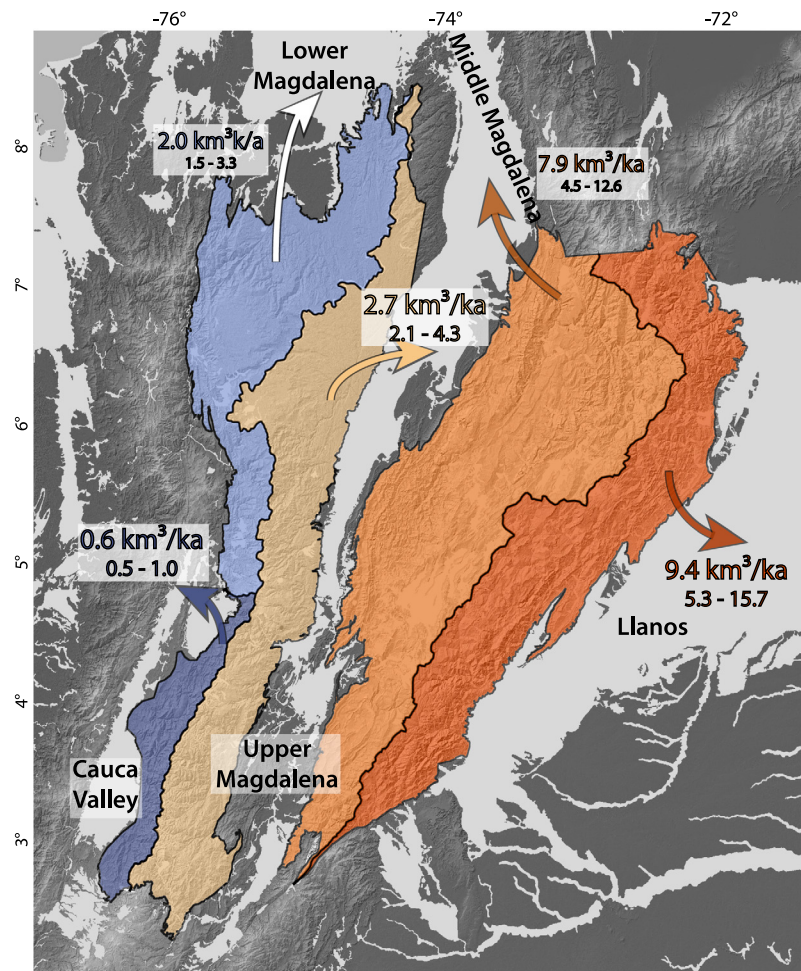 -76°
-74°
-72°
Lower
Magdalena
Middle Magdalena
2.0 km³k/a
1.5 - 3.3
7.9 km³/ka
4.5 - 12.6
8°
7°
2.7 km³/ka
2.1 - 4.3
6°
0.6 km³/ka
0.5 - 1.0
5°
9.4 km³/ka
5.3 - 15.7
Llanos
4°
Upper
Magdalena
Cauca
Valley
3°